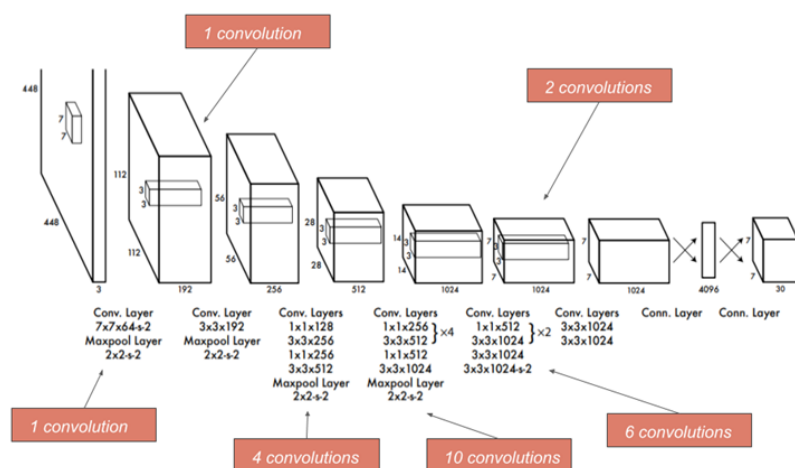 1 convolution
2 convolutions
448
7
7
448
3
112
3
3
112
192
56
3
3
56
256
28
3
3
28
512
14
3
3
14
1024
7
3
3
7
1024
7
7
1024
4096
7
7
30
Conv. Layer
7x7x64-s-2
Maxpool Layer
2x2-s-2
Conv. Layer
3x3x192
Maxpool Layer
2x2-s-2
Conv. Layers
1x1x128
3x3x256
1x1x256
3x3x512
Maxpool Layer
2x2-s-2
Conv. Layers
1x1x256
3x3x512
}×4
1x1x512
3x3x1024
Maxpool Layer
2x2-s-2
Conv. Layers
1x1x512
3x3x1024
}×2
3x3x1024
3x3x1024-s-2
Conv. Layers
3x3x1024
3x3x1024
Conn. Layer
Conn. Layer
1 convolution
4 convolutions
10 convolutions
6 convolutions